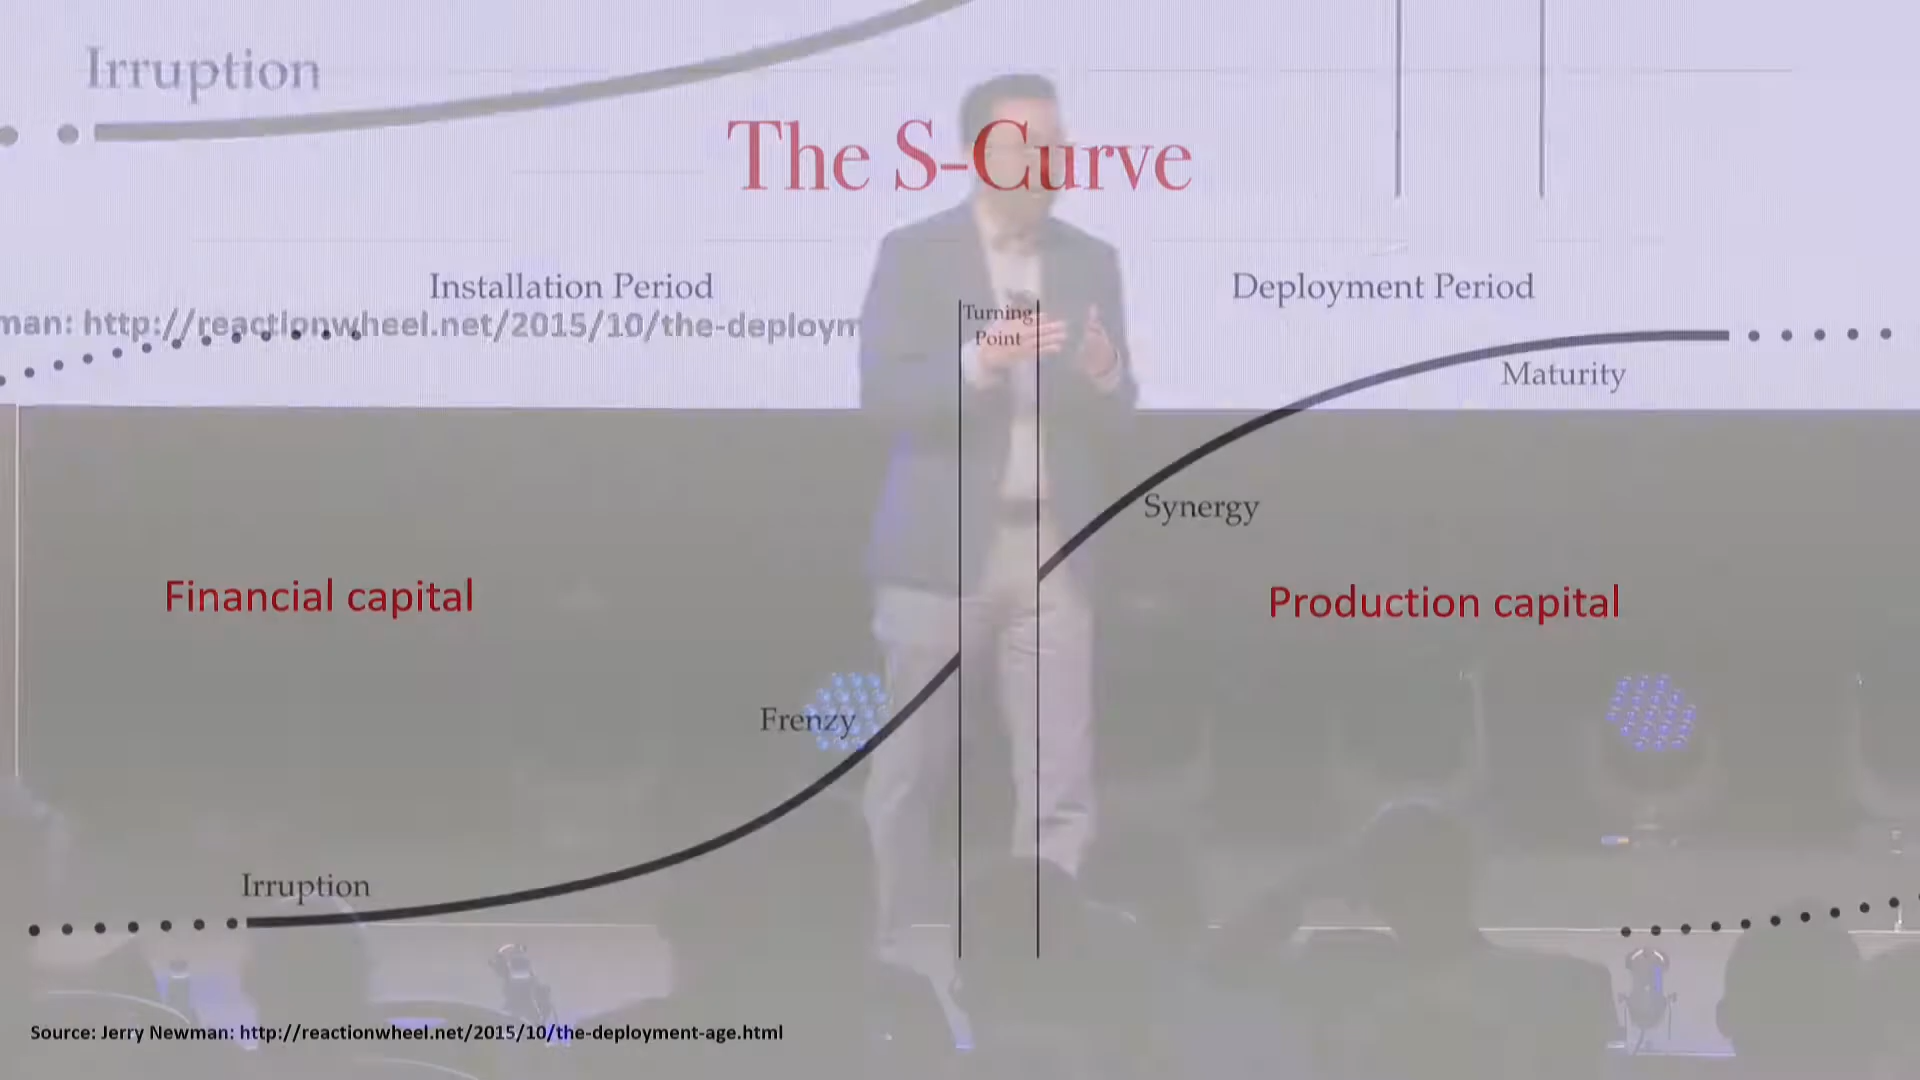 Irruption
The S-Curve
Installation Period
Deployment Period
man: http://reactionwheel.net/2015/10/the-deploym
Turning
Point
Maturity
Synergy
Financial capital
Production capital
Frenzy
Irruption
Source: Jerry Newman: http://reactionwheel.net/2015/10/the-deployment-age.html